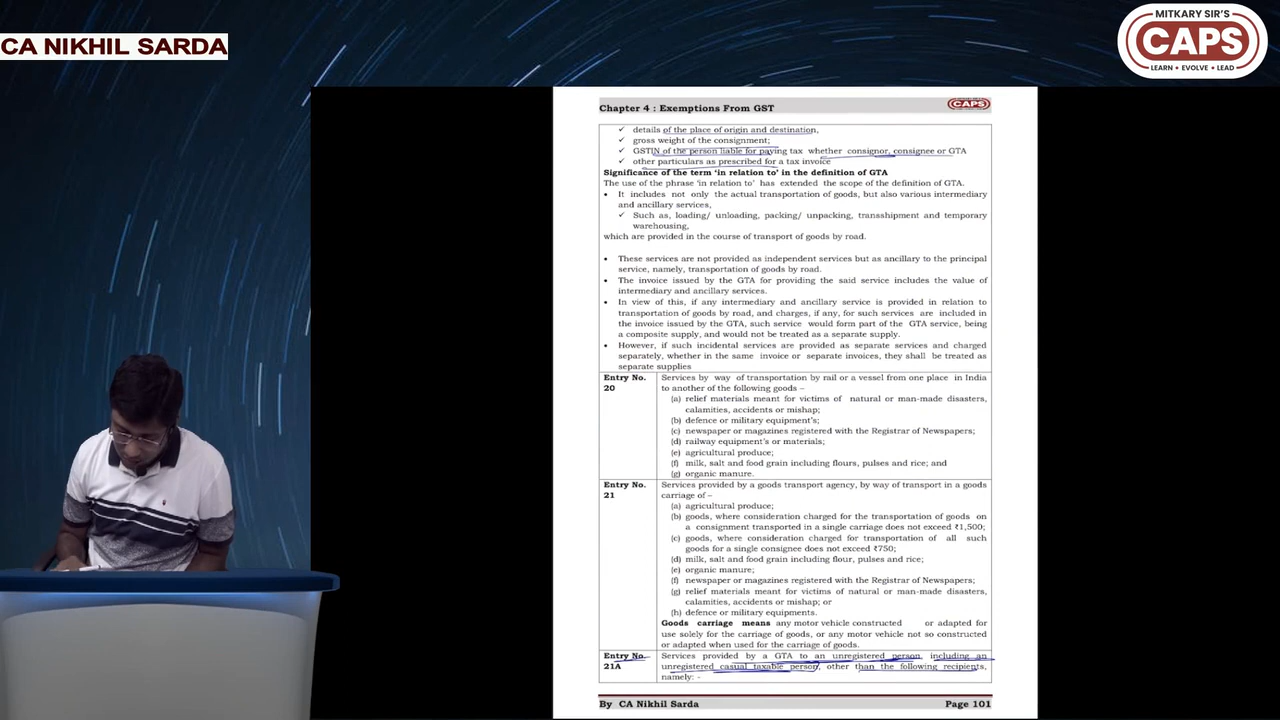 CA NIKHIL SARDA
MITKARY SIR'S
CAPS
LEARN • EVOLVE • LEAD
Chapter 4 : Exemptions From GST
CAPS
✓ details of the place of origin and destination,
✓ gross weight of the consignment;
✓ GSTIN of the person liable for paying tax whether consignor, consignee or GTA
✓ other particulars as prescribed for a tax invoice
Significance of the term 'in relation to' in the definition of GTA
The use of the phrase 'in relation to' has extended the scope of the definition of GTA.
• It includes not only the actual transportation of goods, but also various intermediary
and ancillary services,
✓ Such as, loading/ unloading, packing/ unpacking, transshipment and temporary
warehousing,
which are provided in the course of transport of goods by road.
• These services are not provided as independent services but as ancillary to the principal
service, namely, transportation of goods by road.
• The invoice issued by the GTA for providing the said service includes the value of
intermediary and ancillary services.
• In view of this, if any intermediary and ancillary service is provided in relation to
transportation of goods by road, and charges, if any, for such services are included in
the invoice issued by the GTA, such service would form part of the GTA service, being
a composite supply, and would not be treated as a separate supply.
• However, if such incidental services are provided as separate services and charged
separately, whether in the same invoice or separate invoices, they shall be treated as
separate supplies
Entry No. 20
Services by way of transportation by rail or a vessel from one place in India
to another of the following goods –
(a) relief materials meant for victims of natural or man-made disasters,
calamities, accidents or mishap;
(b) defence or military equipment's;
(c) newspaper or magazines registered with the Registrar of Newspapers;
(d) railway equipment's or materials;
(e) agricultural produce;
(f) milk, salt and food grain including flours, pulses and rice; and
(g) organic manure.
Entry No. 21
Services provided by a goods transport agency, by way of transport in a goods
carriage of –
(a) agricultural produce;
(b) goods, where consideration charged for the transportation of goods on
a consignment transported in a single carriage does not exceed ₹1,500;
(c) goods, where consideration charged for transportation of all such
goods for a single consignee does not exceed ₹750;
(d) milk, salt and food grain including flour, pulses and rice;
(e) organic manure;
(f) newspaper or magazines registered with the Registrar of Newspapers;
(g) relief materials meant for victims of natural or man-made disasters,
calamities, accidents or mishap; or
(h) defence or military equipments.
Goods carriage means any motor vehicle constructed or adapted for
use solely for the carriage of goods, or any motor vehicle not so constructed
or adapted when used for the carriage of goods.
Entry No. 21A
Services provided by a GTA to an unregistered person, including an
unregistered casual taxable person, other than the following recipients,
namely: -
By CA Nikhil Sarda
Page 101